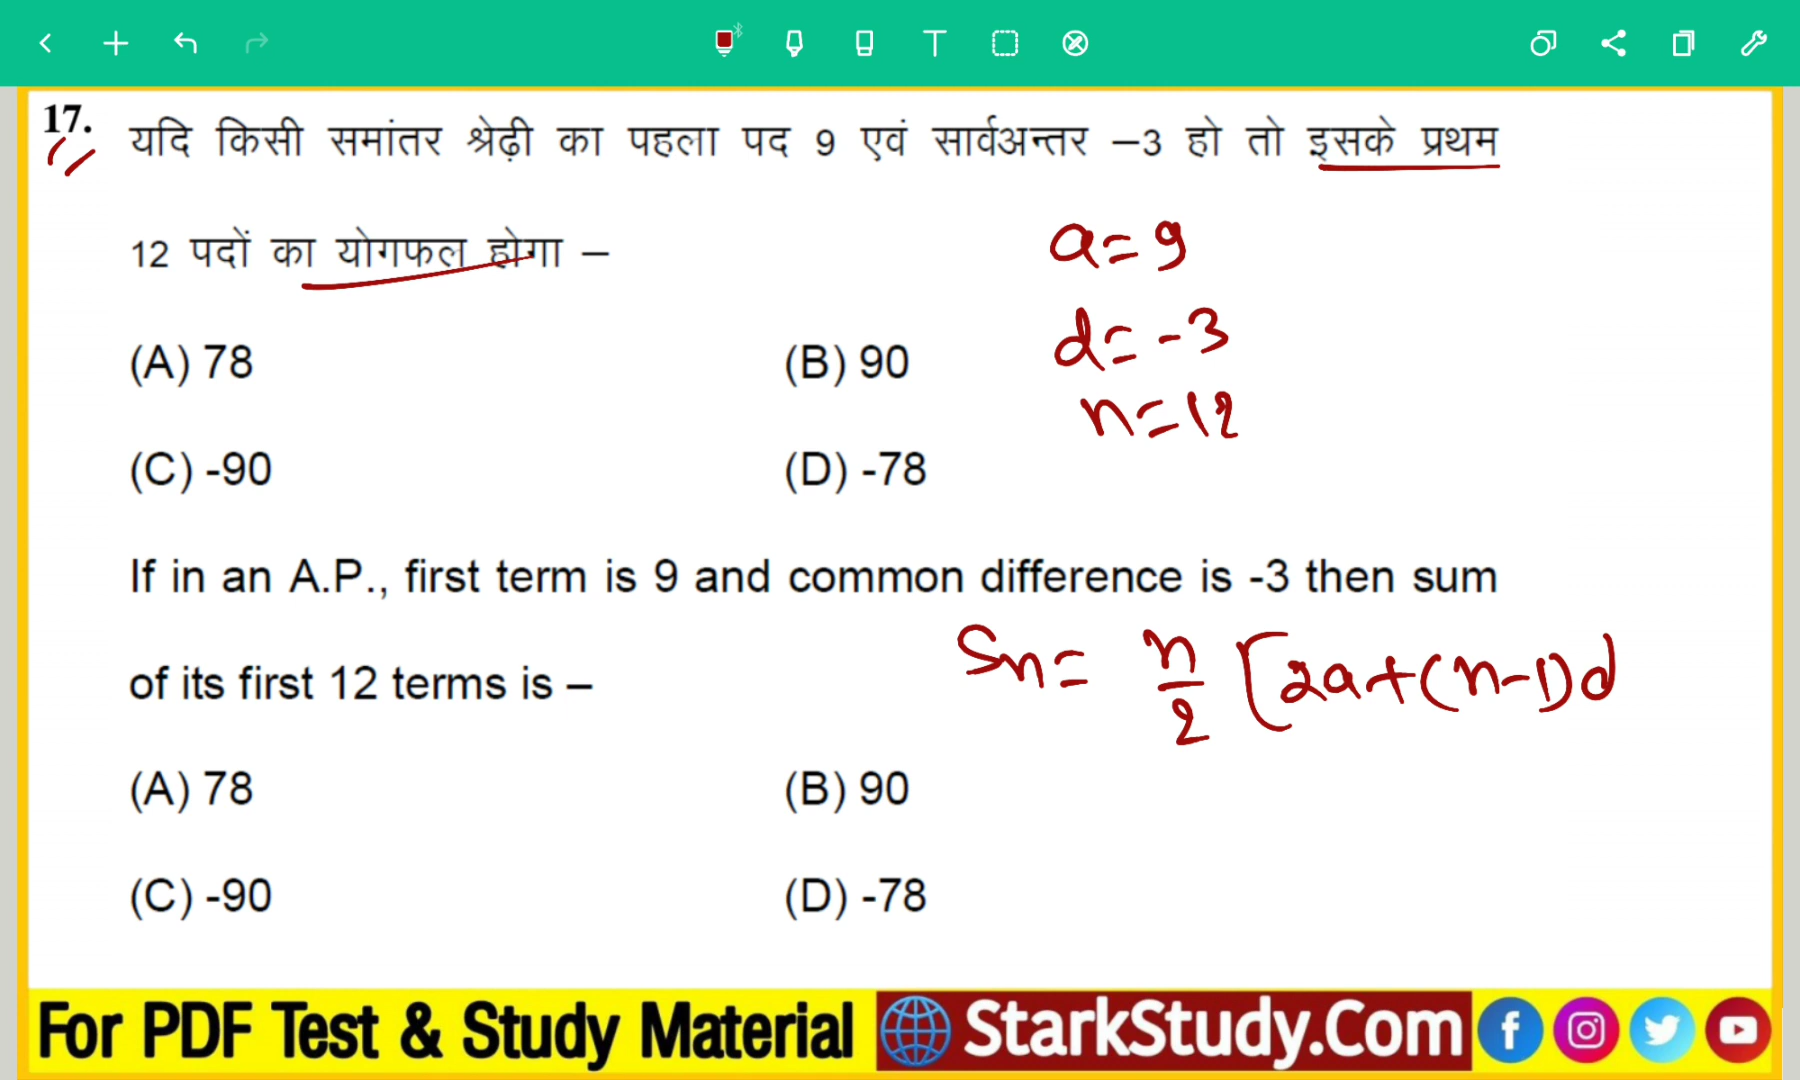 17. यदि किसी समांतर श्रेढ़ी का पहला पद 9 एवं सार्वअन्तर –3 हो तो इसके प्रथम
12 पदों का योगफल होगा –
a = 9
d = -3
n = 12
(A) 78 (B) 90
(C) -90 (D) -78
If in an A.P., first term is 9 and common difference is -3 then sum
of its first 12 terms is –
Sn = n/2 [2a+(n-1)d
(A) 78 (B) 90
(C) -90 (D) -78
For PDF Test & Study Material StarkStudy.Com